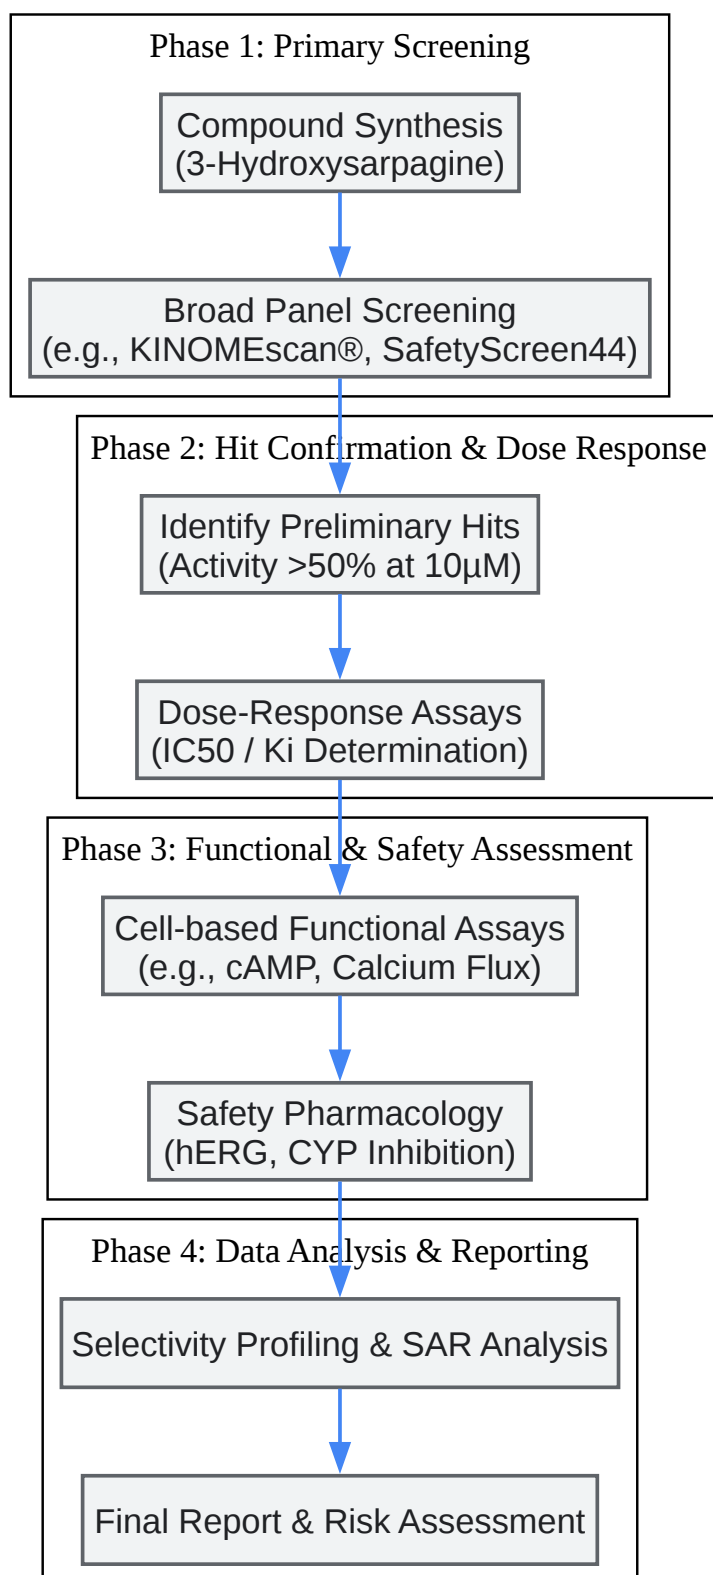 Phase 1: Primary Screening
Compound Synthesis
(3-Hydroxysarpagine)
Broad Panel Screening
(e.g., KINOMEscan®, SafetyScreen44)
Phase 2: Hit Confirmation & Dose Response
Identify Preliminary Hits
(Activity >50% at 10µM)
Dose-Response Assays
(IC50 / Ki Determination)
Phase 3: Functional & Safety Assessment
Cell-based Functional Assays
(e.g., cAMP, Calcium Flux)
Safety Pharmacology
(hERG, CYP Inhibition)
Phase 4: Data Analysis & Reporting
Selectivity Profiling & SAR Analysis
Final Report & Risk Assessment